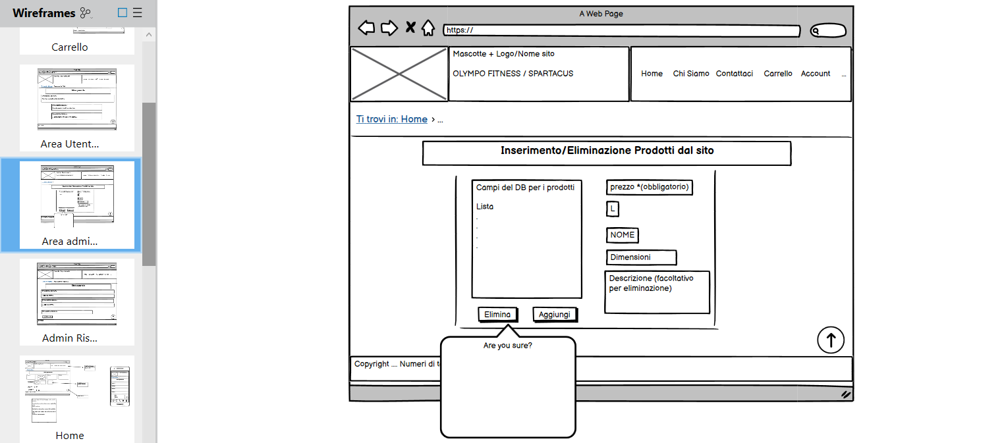 Wireframes
Carrello
Area Utent...
Area admi...
Admin Ris...
Home
A Web Page
https://
Mascotte + Logo/Nome sito
OLYMPO FITNESS / SPARTACUS
Home Chi Siamo Contattaci Carrello Account ...
Ti trovi in: Home > ...
Inserimento/Eliminazione Prodotti dal sito
Campi del DB per i prodotti
Lista
.
.
.
.
prezzo *(obbligatorio)
L
NOME
Dimensioni
Descrizione (facoltativo
per eliminazione)
Elimina Aggiungi
Are you sure?
Copyright .... Numeri di